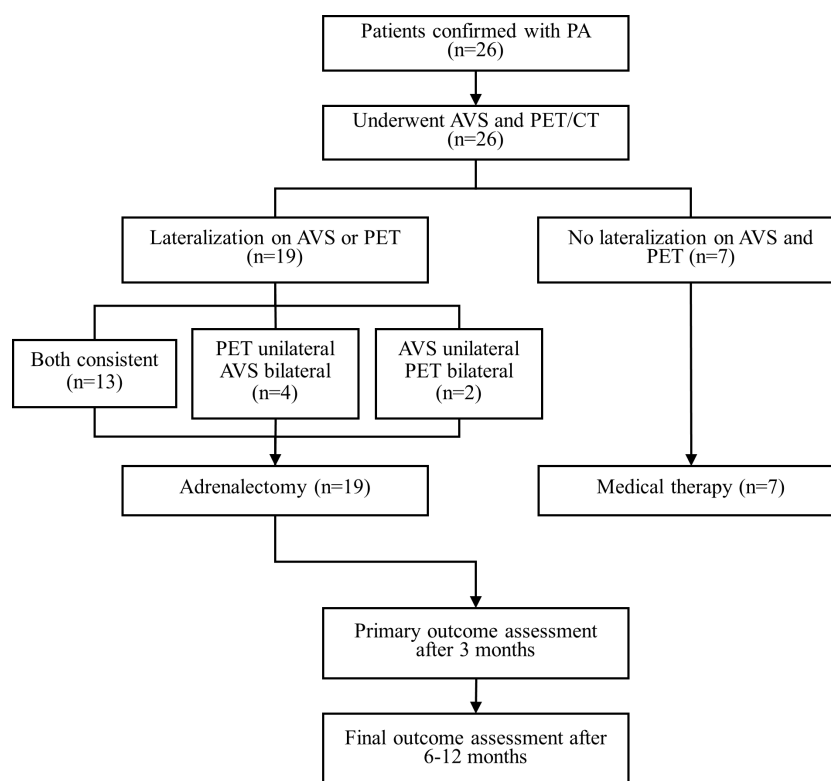 Patients confirmed with PA
(n=26)
Underwent AVS and PET/CT
(n=26)
Lateralization on AVS or PET
(n=19)
No lateralization on AVS and
PET (n=7)
Both consistent
(n=13)
PET unilateral
AVS bilateral
(n=4)
AVS unilateral
PET bilateral
(n=2)
Adrenalectomy (n=19)
Medical therapy (n=7)
Primary outcome assessment
after 3 months
Final outcome assessment after
6-12 months